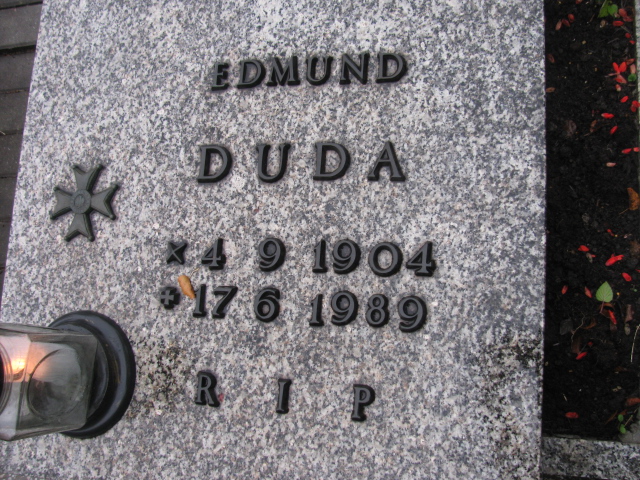 EDMUND
DUDA
× 4 9 1904
+ 17 6 1989
R I P